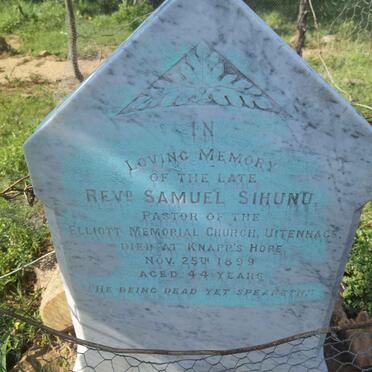 IN
LOVING MEMORY
OF THE LATE
REVD SAMUEL SIHUNU,
PASTOR OF THE
ELLIOTT MEMORIAL CHURCH, UITENHAGE
DIED AT KNAPP'S HOPE,
NOV. 25TH 1899
AGED 44 YEARS
"HE BEING DEAD YET SPEAKETH."